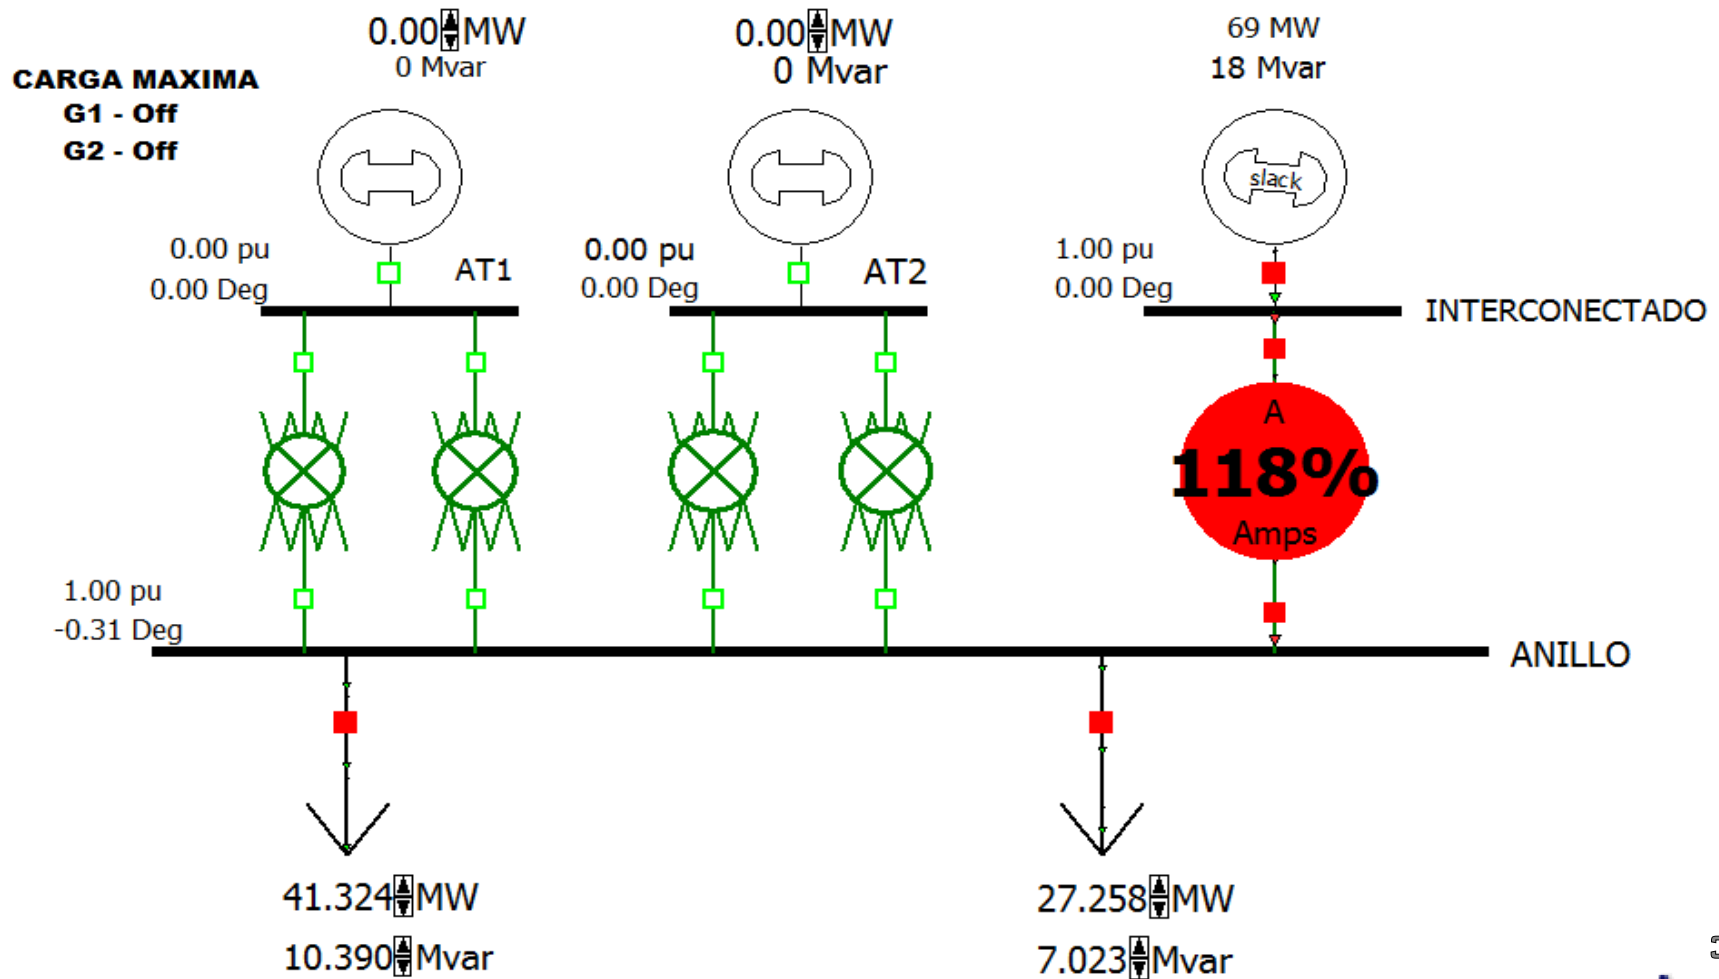 0.00 MW
0 Mvar
0.00 MW
0 Mvar
69 MW
18 Mvar
CARGA MAXIMA
G1 - Off
G2 - Off
slack
0.00 pu
0.00 Deg
AT1
0.00 pu
0.00 Deg
AT2
1.00 pu
0.00 Deg
INTERCONECTADO
A
118%
Amps
1.00 pu
-0.31 Deg
ANILLO
41.324 MW
10.390 Mvar
27.258 MW
7.023 Mvar